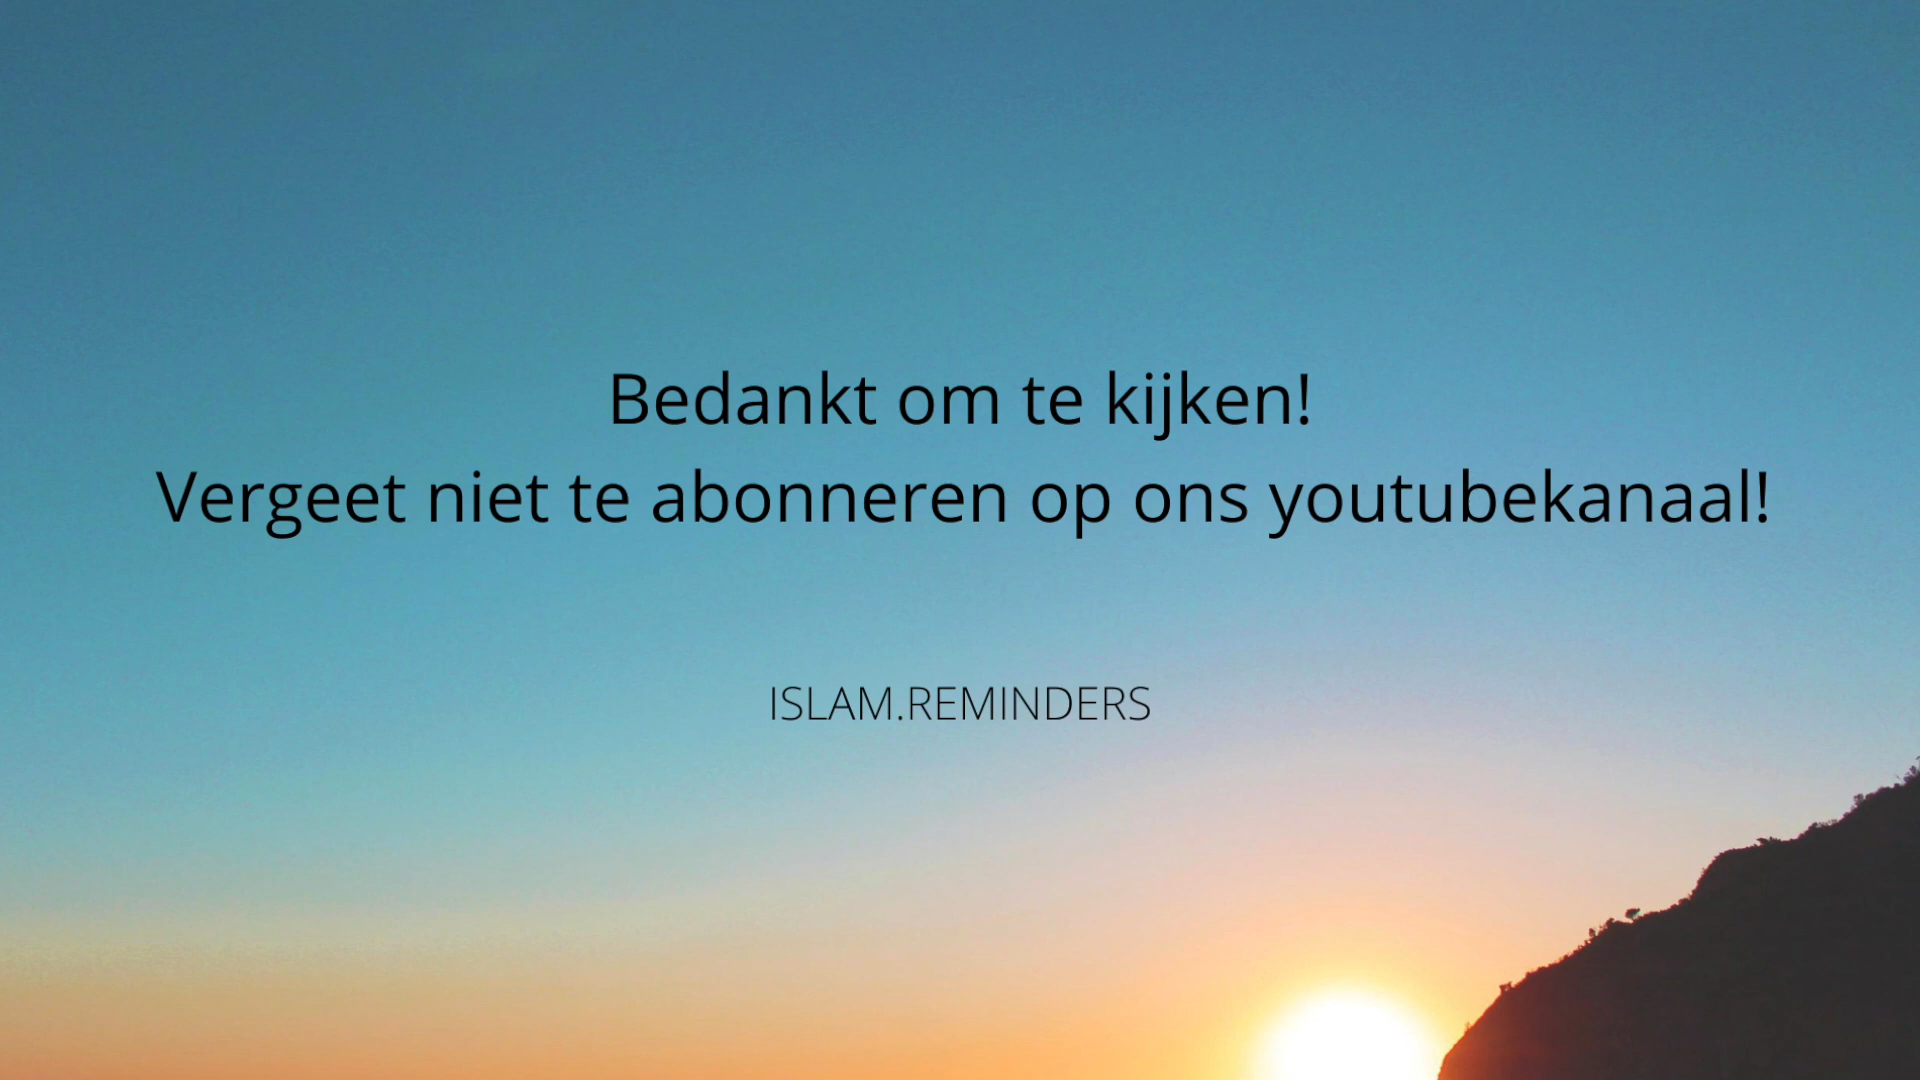 Bedankt om te kijken!
Vergeet niet te abonneren op ons youtubekanaal!
ISLAM.REMINDERS